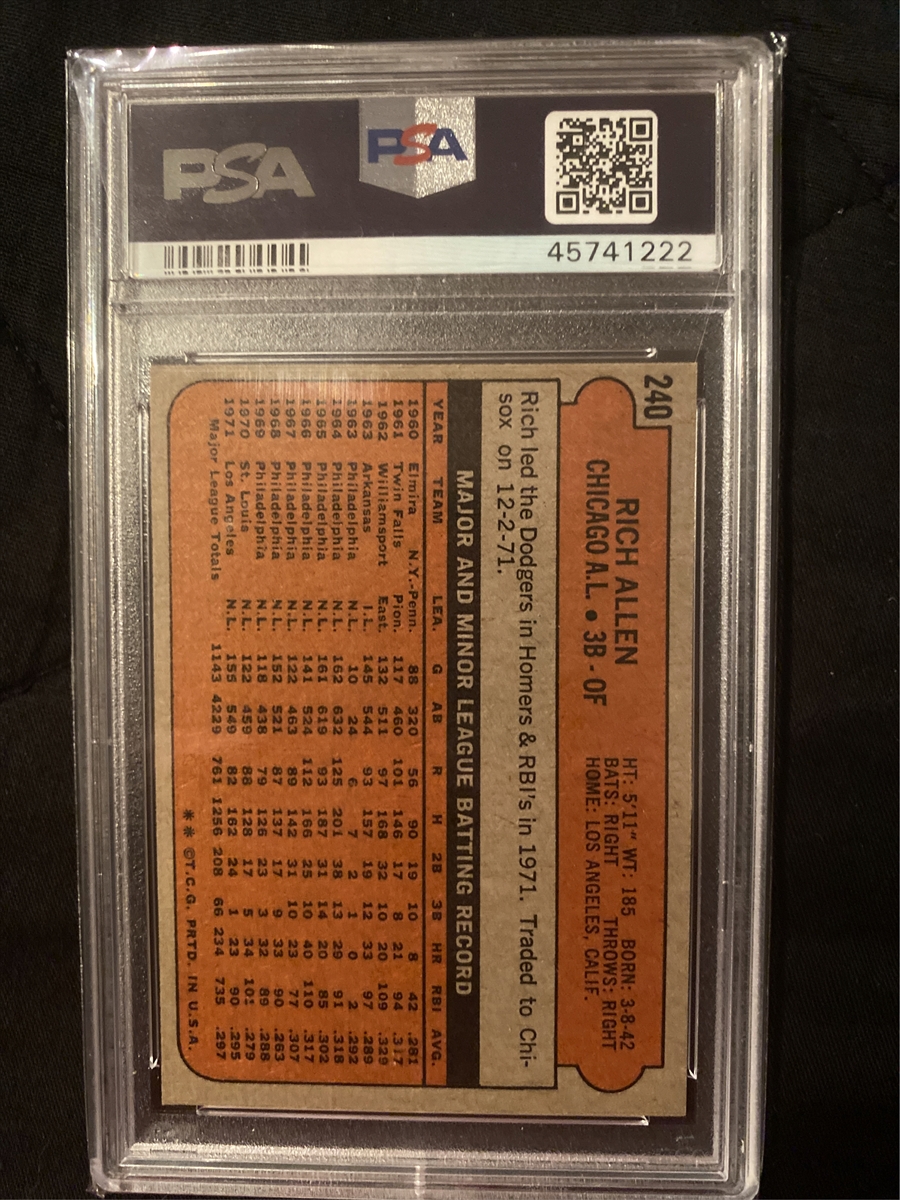 PSA
PSA
45741222
240
RICH ALLEN
CHICAGO A.L. • 3B - OF
HT: 5'11" WT: 185 BORN: 3-8-42
BATS: RIGHT THROWS: RIGHT
HOME: LOS ANGELES, CALIF.
Rich led the Dodgers in Homers & RBI's in 1971. Traded to Chi-
sox on 12-2-71.
MAJOR AND MINOR LEAGUE BATTING RECORD
YEAR TEAM LEA. G AB R H 2B 3B HR RBI AVG.
1960 Elmira N.Y.-Penn. 88 320 56 90 19 10 8 42 .281
1961 Twin Falls Pion. 117 460 101 146 17 8 21 94 .317
1962 Williamsport East. 132 511 97 168 32 10 20 109 .329
1963 Arkansas I.L. 145 544 93 157 19 12 33 97 .289
1963 Philadelphia N.L. 10 24 6 7 2 1 0 2 .292
1964 Philadelphia N.L. 162 632 125 201 38 13 29 91 .318
1965 Philadelphia N.L. 161 619 93 187 31 14 20 85 .302
1966 Philadelphia N.L. 141 524 112 166 25 10 40 110 .317
1967 Philadelphia N.L. 122 463 89 142 31 10 23 77 .307
1968 Philadelphia N.L. 152 521 87 137 17 9 33 90 .263
1969 Philadelphia N.L. 118 438 79 126 23 3 32 89 .288
1970 St. Louis N.L. 122 459 88 128 17 5 34 101 .279
1971 Los Angeles N.L. 155 549 82 162 24 1 23 90 .295
Major League Totals 1143 4229 761 1256 208 66 234 735 .297
** ©T.C.G. PRTD. IN U.S.A.